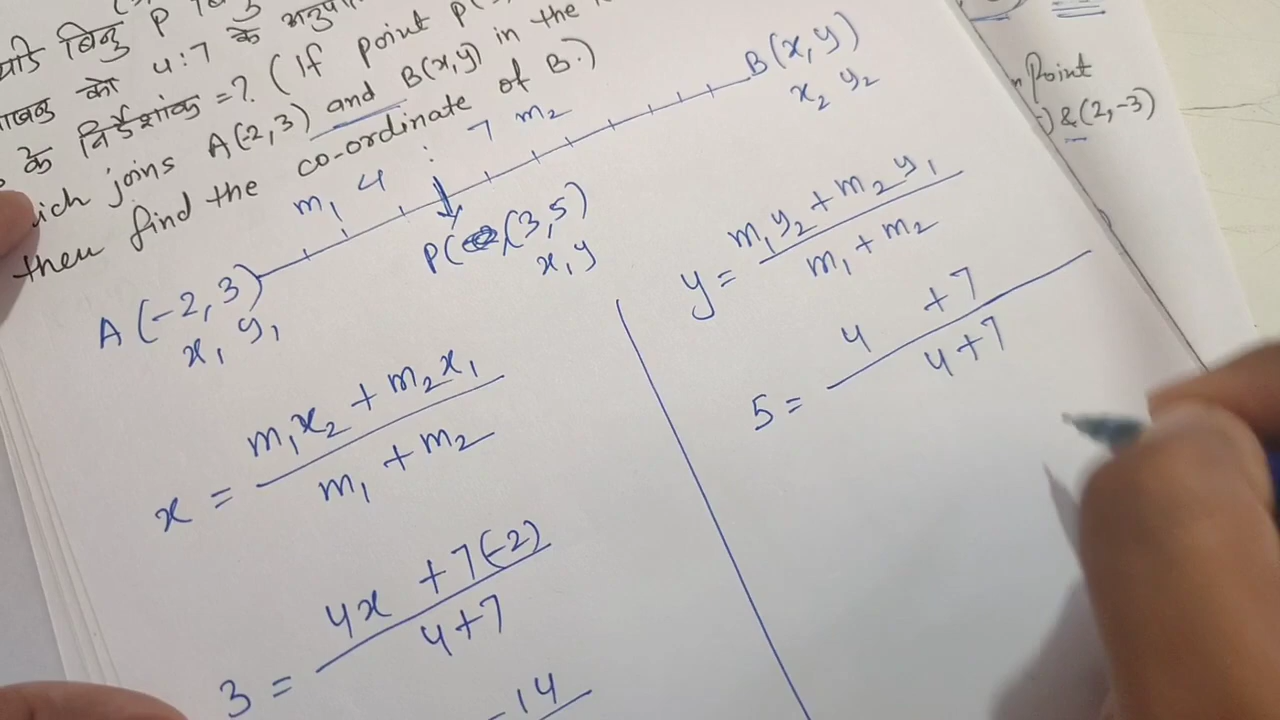 यदि बिन्दु P
को 4:7 के
के निर्देशांक =? (If point P(
ich joins A(-2,3) and B(x,y) in the
then find the co-ordinate of B.)
n Point
) &(2,-3)
B(x,y)
x2 y2
m1 4 : 7 m2
P( (3,5)
x,y
A(-2,3)
x1 y1
x = m1x2 + m2x1 / m1 + m2
3 = 4x + 7(-2) / 4+7
-14
y = m1y2 + m2y1 / m1 + m2
5 = 4 +7 / 4+7